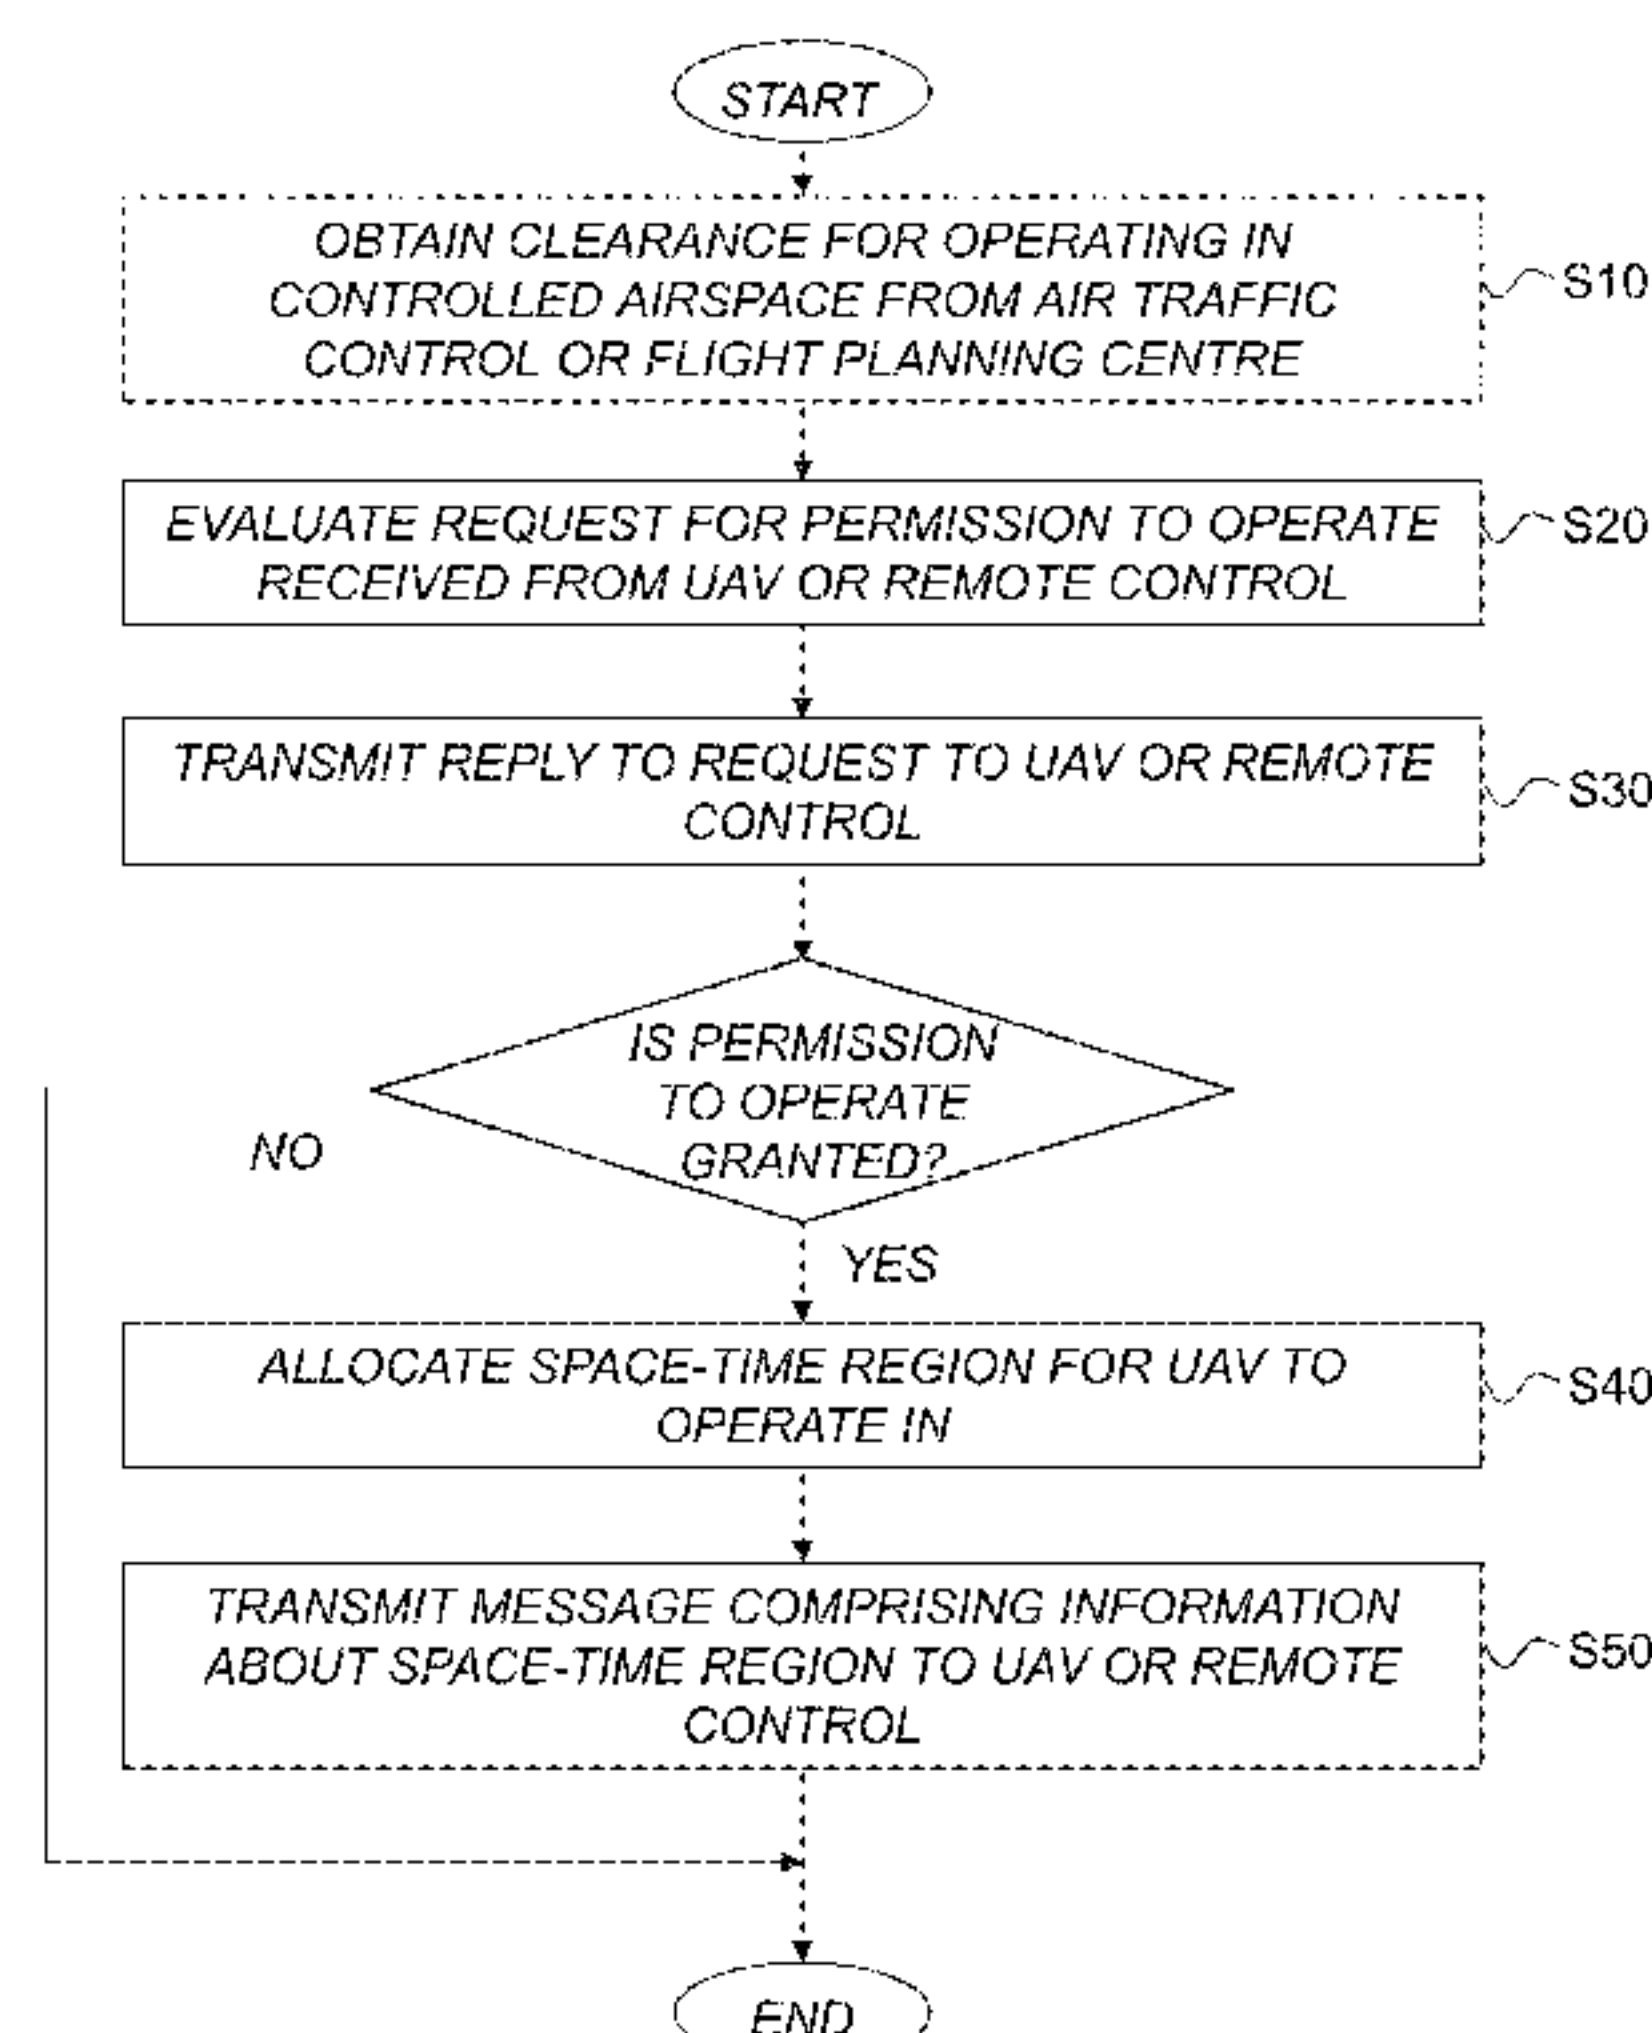 START
OBTAIN CLEARANCE FOR OPERATING IN
CONTROLLED AIRSPACE FROM AIR TRAFFIC
CONTROL OR FLIGHT PLANNING CENTRE
S10
EVALUATE REQUEST FOR PERMISSION TO OPERATE
RECEIVED FROM UAV OR REMOTE CONTROL
S20
TRANSMIT REPLY TO REQUEST TO UAV OR REMOTE
CONTROL
S30
IS PERMISSION
TO OPERATE
GRANTED?
NO
YES
ALLOCATE SPACE-TIME REGION FOR UAV TO
OPERATE IN
S40
TRANSMIT MESSAGE COMPRISING INFORMATION
ABOUT SPACE-TIME REGION TO UAV OR REMOTE
CONTROL
S50
END